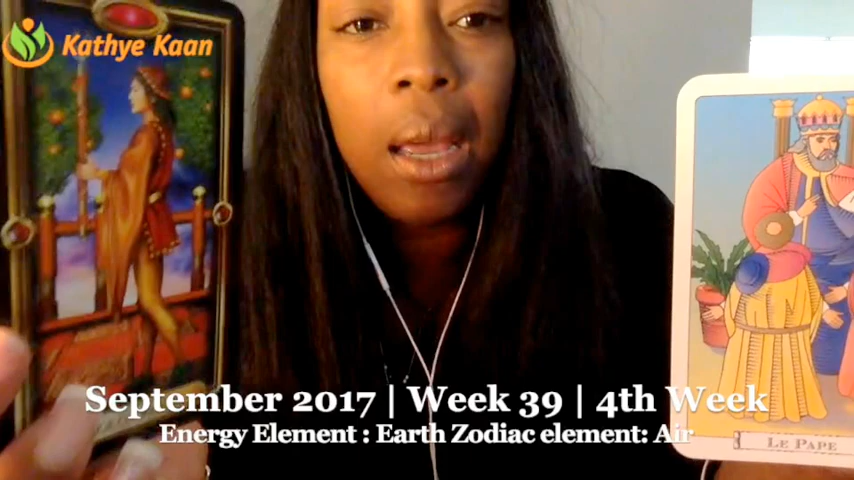 Kathye Kaan
September 2017 | Week 39 | 4th Week
Energy Element : Earth Zodiac element: Air
LE PAPE